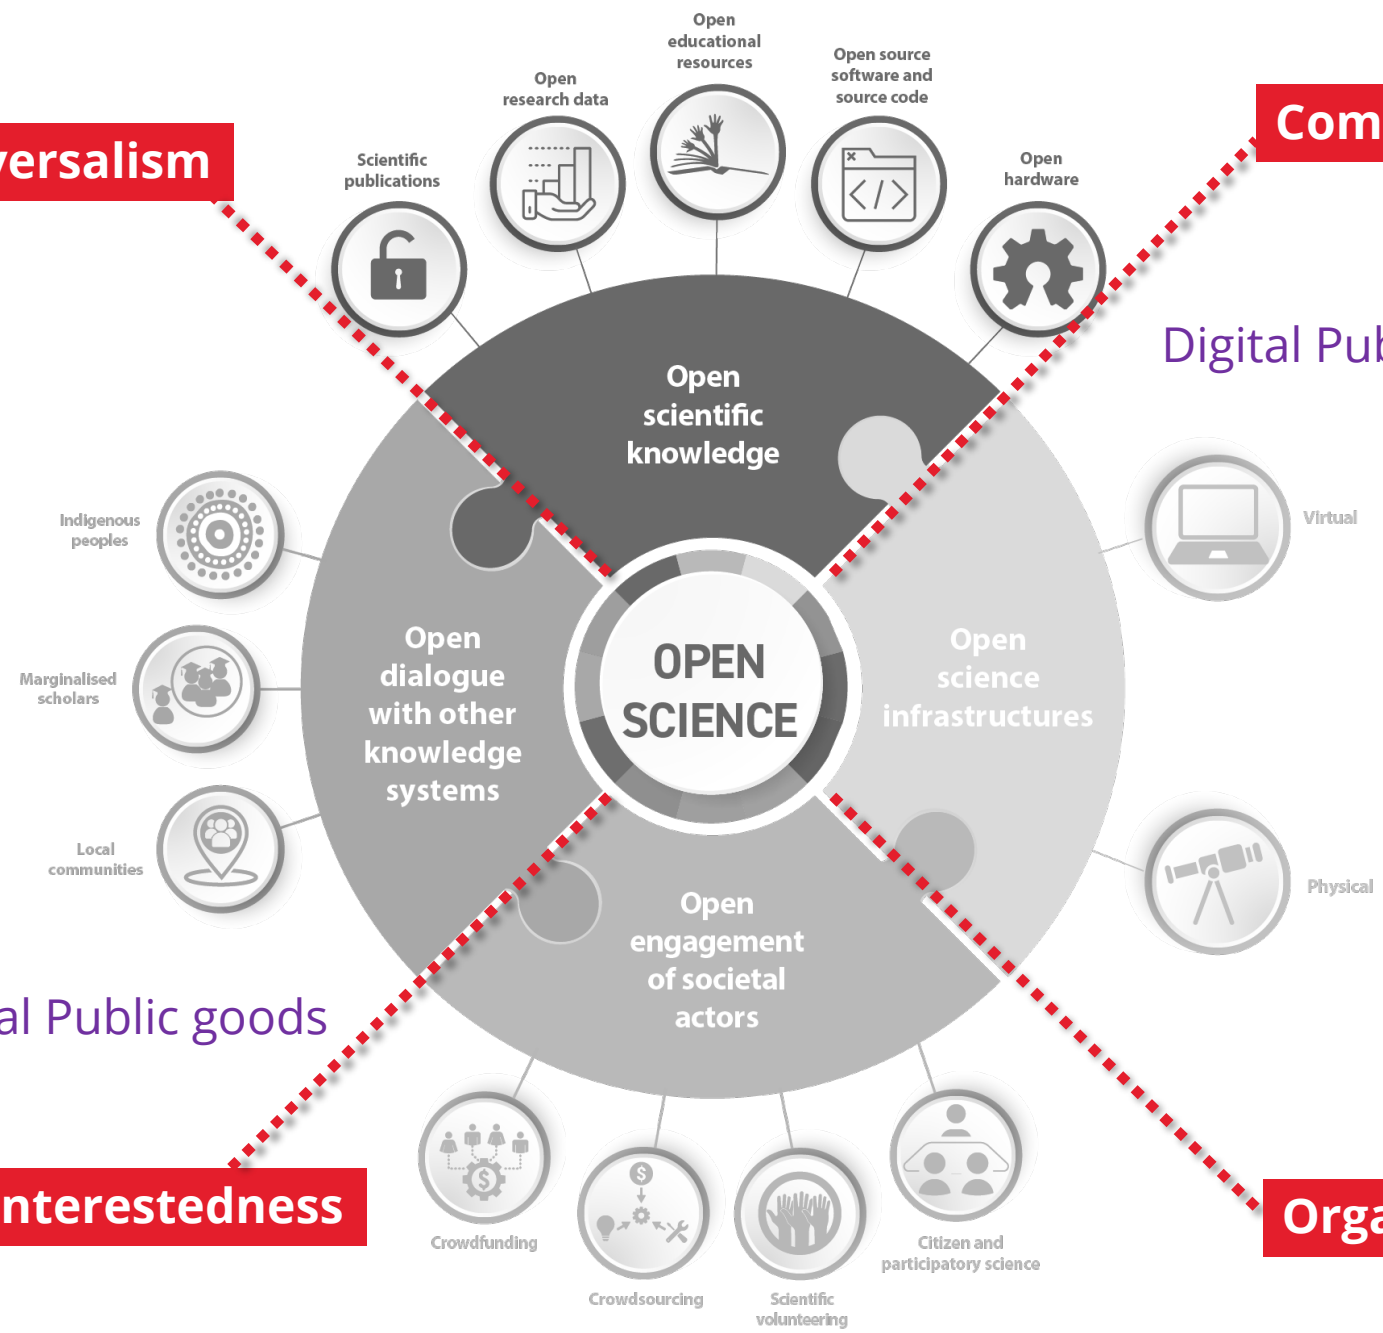 Open
educational
resources
Open source
software and
source code
Open
research data
Open
hardware
Scientific
publications
versalism
Com
Digital Pub
Open
scientific
knowledge
Indigenous
peoples
Virtual
Open
dialogue
with other
knowledge
systems
OPEN
SCIENCE
Open
science
infrastructures
Marginalised
scholars
Local
communities
Physical
Open
engagement
of societal
actors
al Public goods
nterestedness
Orga
Crowdfunding
Crowdsourcing
Scientific
volunteering
Citizen and
participatory science